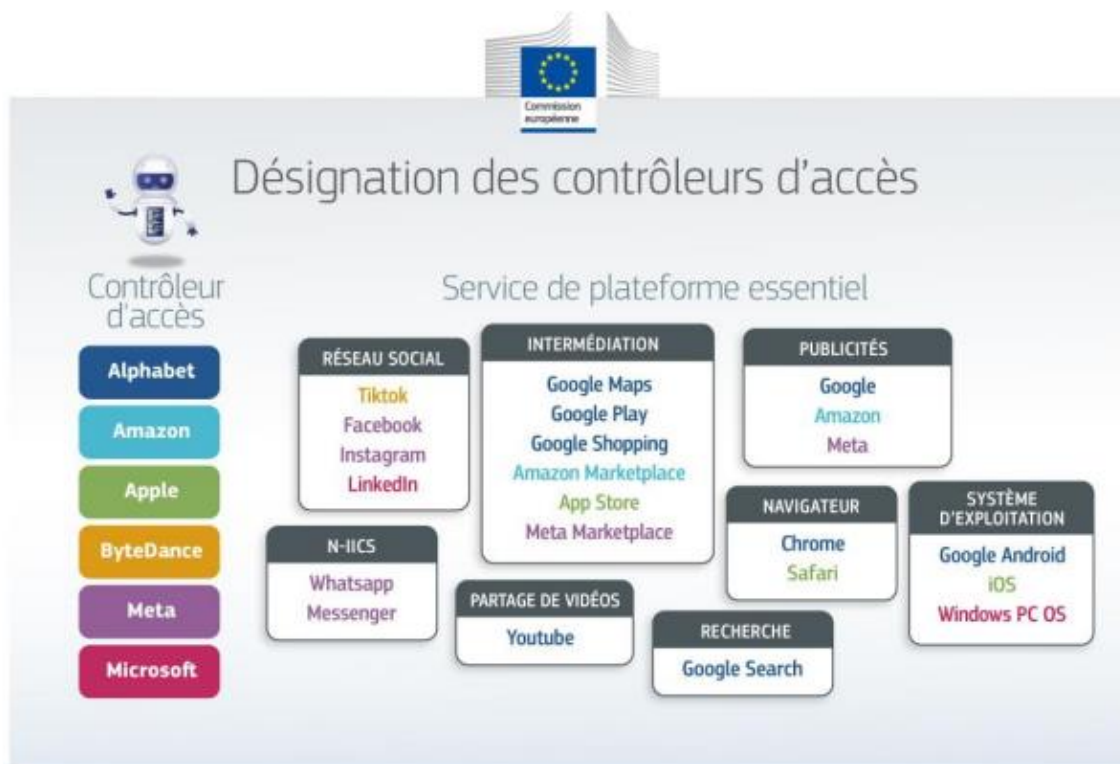 Commission
européenne
Désignation des contrôleurs d'accès
Contrôleur
d'accès
Alphabet
Amazon
Apple
ByteDance
Meta
Microsoft
Service de plateforme essentiel
RÉSEAU SOCIAL
Tiktok
Facebook
Instagram
LinkedIn
INTERMÉDIATION
Google Maps
Google Play
Google Shopping
Amazon Marketplace
App Store
Meta Marketplace
PUBLICITÉS
Google
Amazon
Meta
N-IICS
Whatsapp
Messenger
PARTAGE DE VIDÉOS
Youtube
NAVIGATEUR
Chrome
Safari
RECHERCHE
Google Search
SYSTÈME
D'EXPLOITATION
Google Android
iOS
Windows PC OS